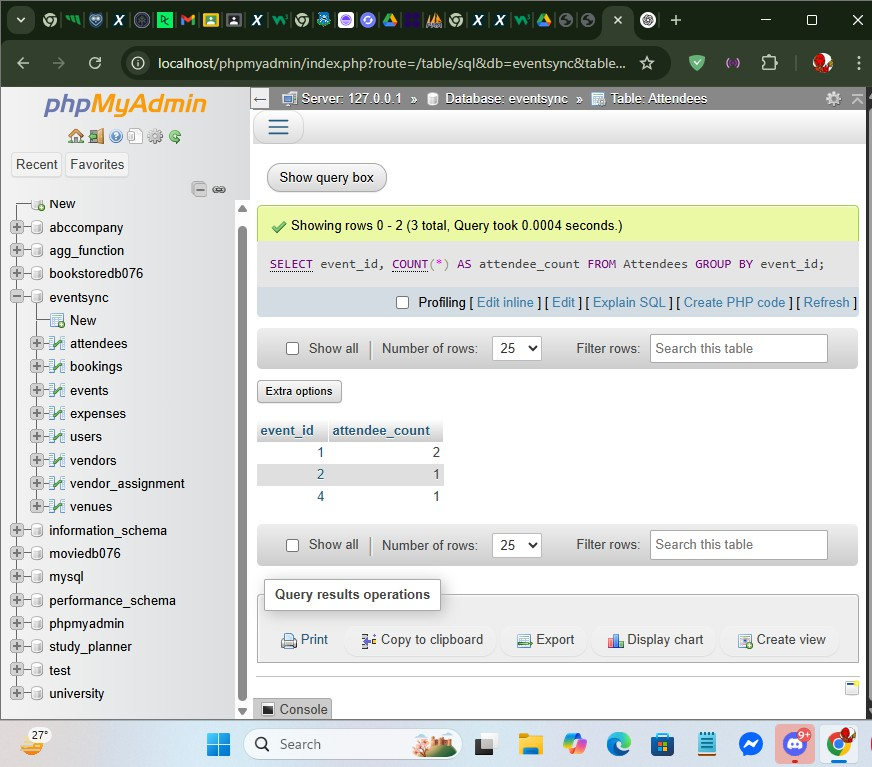 localhost/phpmyadmin/index.php?route=/table/sql&db=eventsync&table...
phpMyAdmin
Recent Favorites
New
abccompany
agg_function
bookstoredb076
eventsync
New
attendees
bookings
events
expenses
users
vendors
vendor_assignment
venues
information_schema
moviedb076
mysql
performance_schema
phpmyadmin
study_planner
test
university
Server: 127.0.0.1 » Database: eventsync » Table: Attendees
Show query box
Showing rows 0 - 2 (3 total, Query took 0.0004 seconds.)
SELECT event_id, COUNT(*) AS attendee_count FROM Attendees GROUP BY event_id;
Profiling [ Edit inline ] [ Edit ] [ Explain SQL ] [ Create PHP code ] [ Refresh ]
Show all Number of rows: 25 Filter rows: Search this table
Extra options
event_id attendee_count
1 2
2 1
4 1
Show all Number of rows: 25 Filter rows: Search this table
Query results operations
Print Copy to clipboard Export Display chart Create view
Console
27° Search 9+